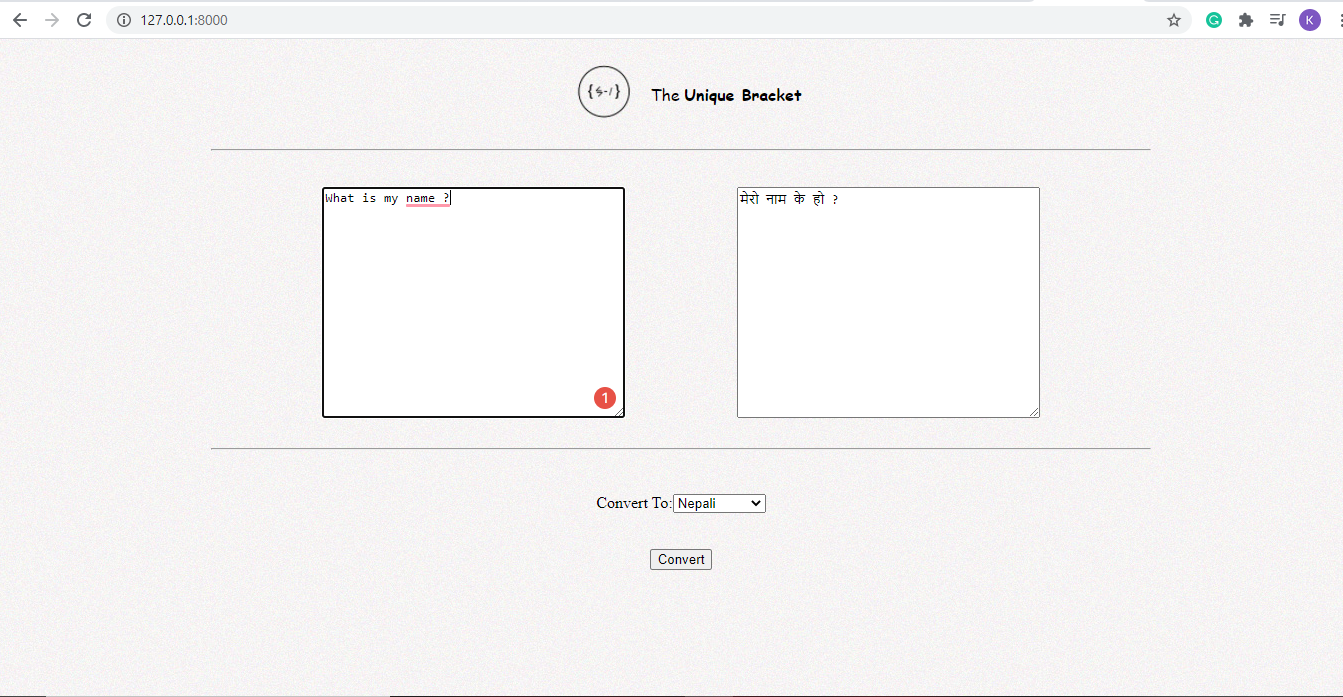 127.0.0.1:8000
K
The Unique Bracket
What is my name ?
मेरो नाम के हो ?
1
Convert To: Nepali
Convert